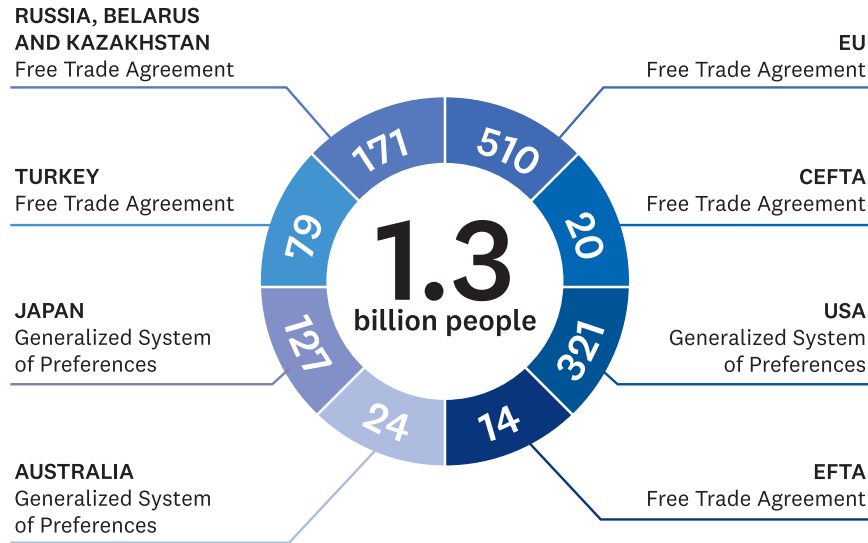 RUSSIA, BELARUS
AND KAZAKHSTAN
Free Trade Agreement
EU
Free Trade Agreement
171
510
TURKEY
Free Trade Agreement
CEFTA
Free Trade Agreement
79
20
1.3
billion people
JAPAN
Generalized System
of Preferences
USA
Generalized System
of Preferences
127
321
24
14
AUSTRALIA
Generalized System
of Preferences
EFTA
Free Trade Agreement